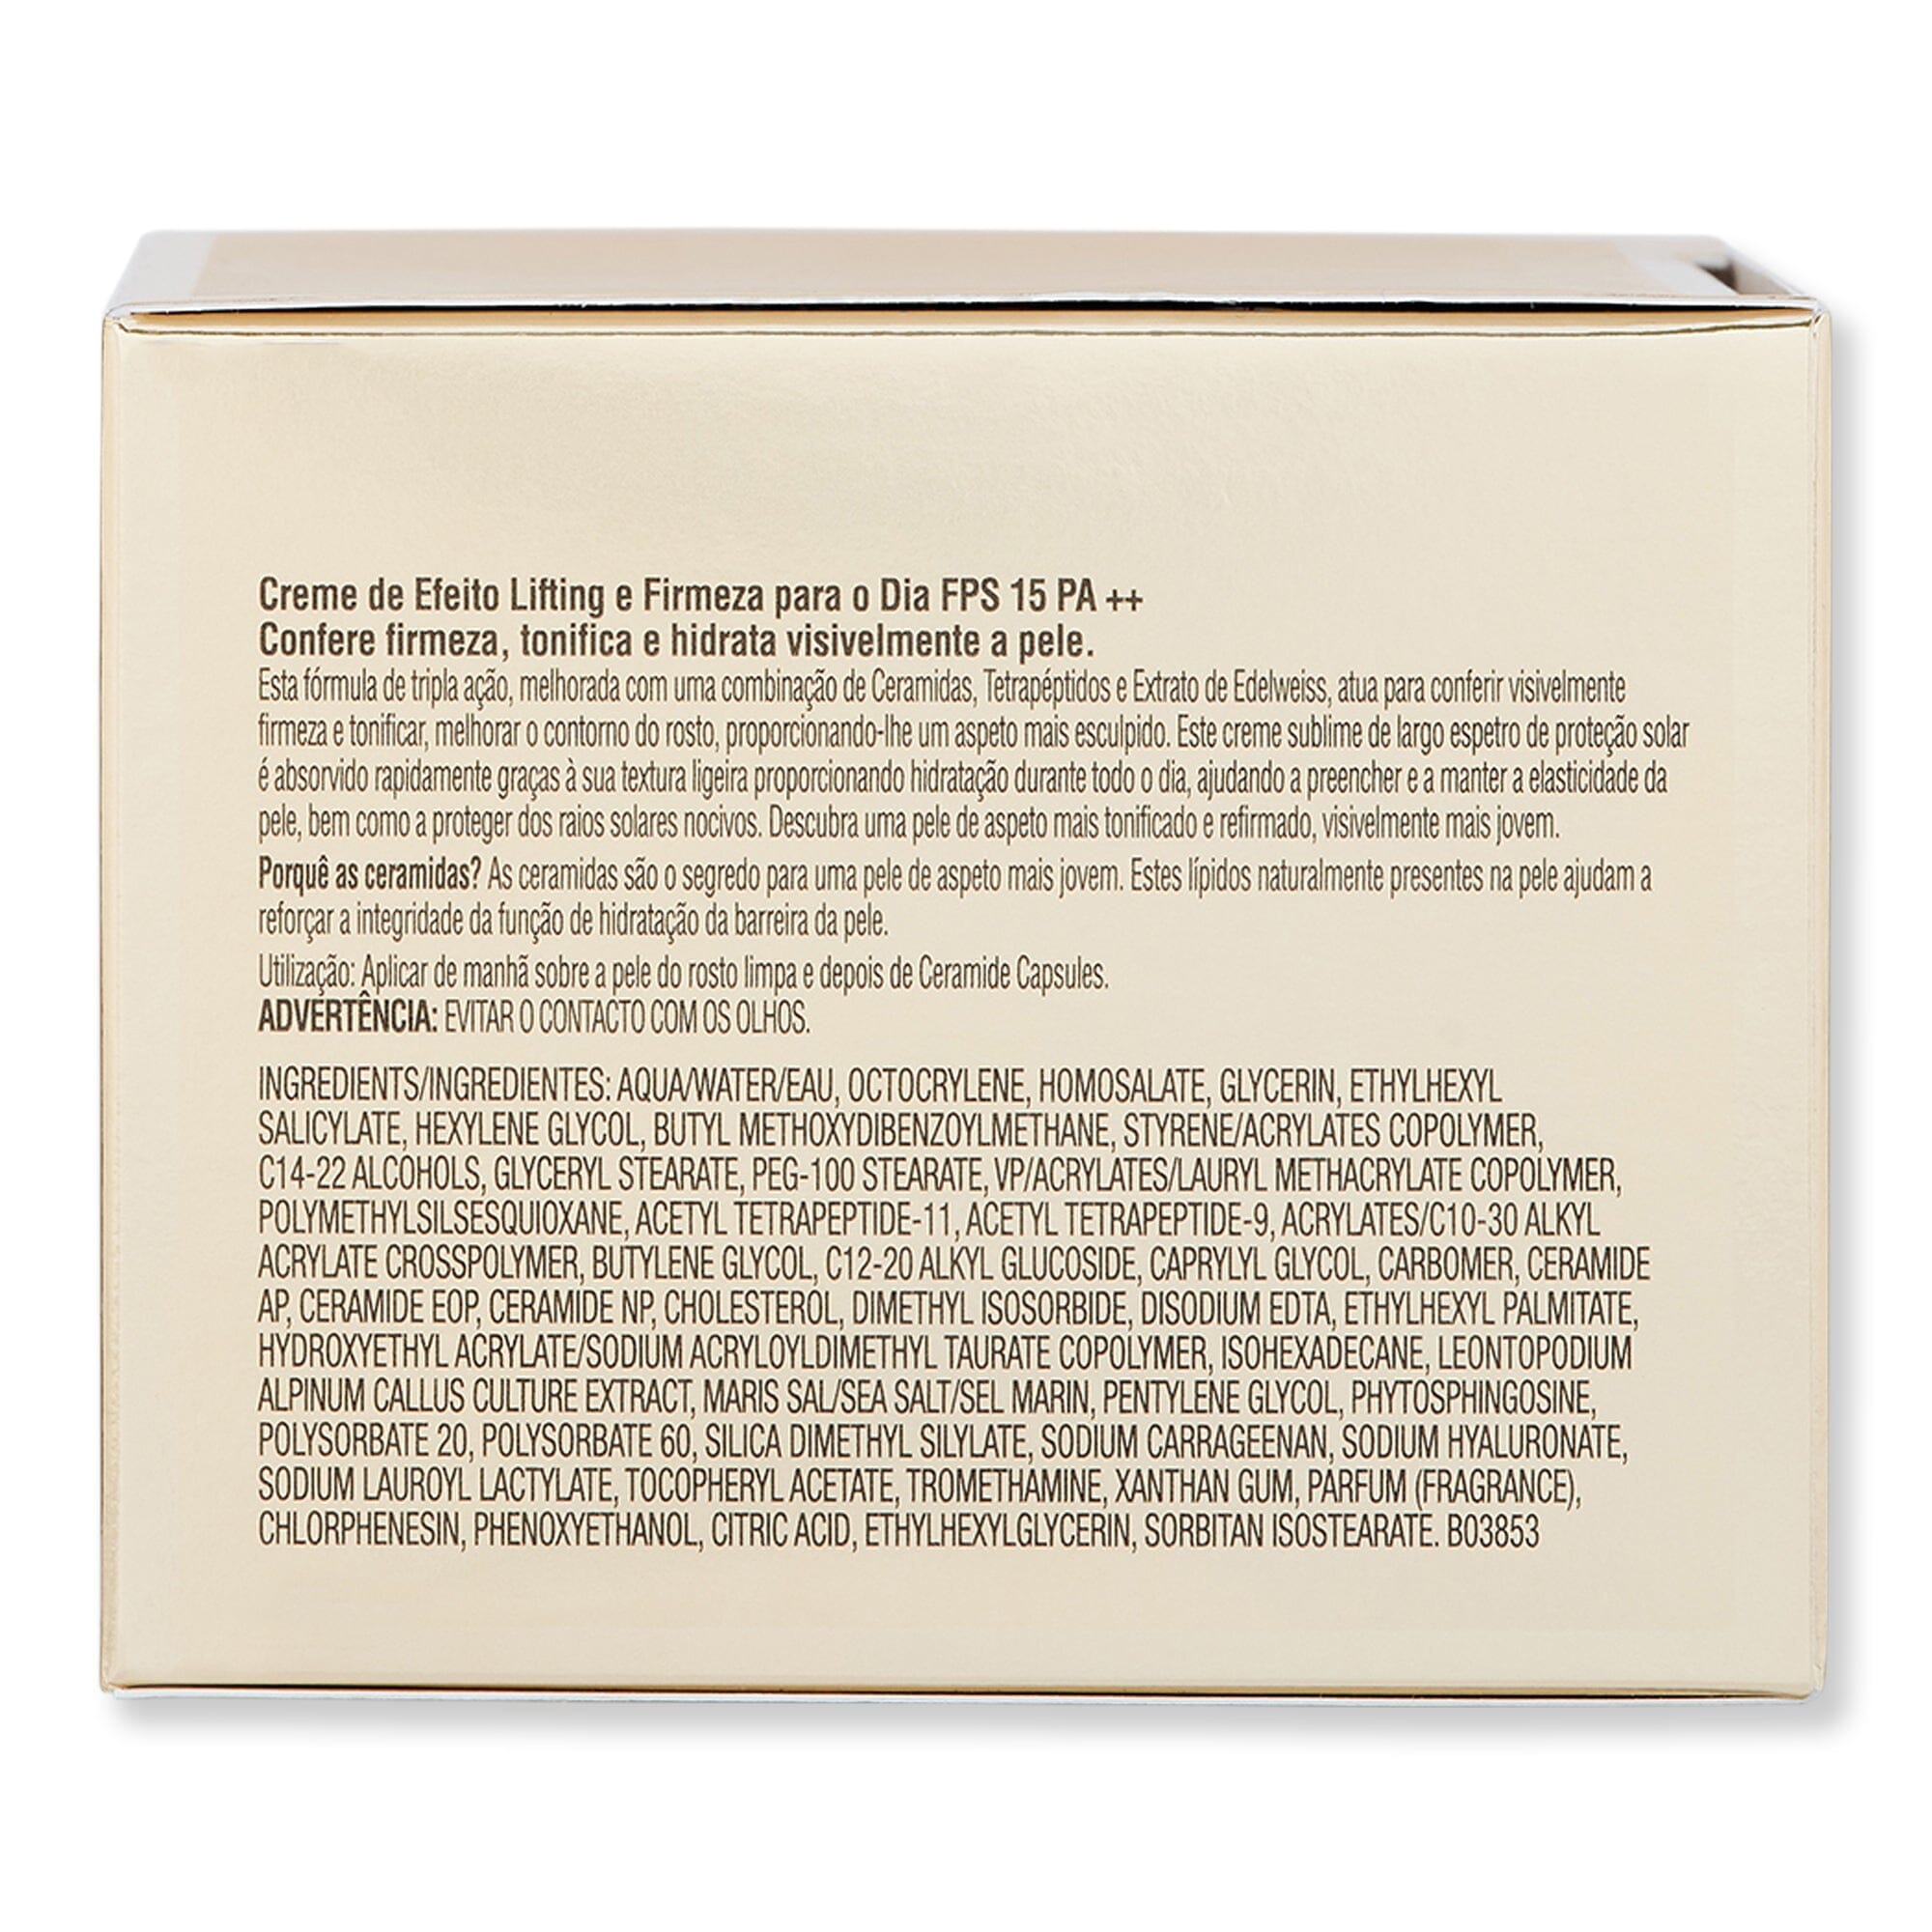 Creme de Efeito Lifting e Firmeza para o Dia FPS 15 PA ++
Confere firmeza, tonifica e hidrata visivelmente a pele.
Esta fórmula de tripla ação, melhorada com uma combinação de Ceramidas, Tetrapéptidos e Extrato de Edelweiss, atua para conferir visivelmente
firmeza e tonificar, melhorar o contorno do rosto, proporcionando-lhe um aspeto mais esculpido. Este creme sublime de largo espetro de proteção solar
é absorvido rapidamente graças à sua textura ligeira proporcionando hidratação durante todo o dia, ajudando a preencher e a manter a elasticidade da
pele, bem como a proteger dos raios solares nocivos. Descubra uma pele de aspeto mais tonificado e refirmado, visivelmente mais jovem.
Porquê as ceramidas? As ceramidas são o segredo para uma pele de aspeto mais jovem. Estes lípidos naturalmente presentes na pele ajudam a
reforçar a integridade da função de hidratação da barreira da pele.
Utilização: Aplicar de manhã sobre a pele do rosto limpa e depois de Ceramide Capsules.
ADVERTÊNCIA: EVITAR O CONTACTO COM OS OLHOS.
INGREDIENTS/INGREDIENTES: AQUA/WATER/EAU, OCTOCRYLENE, HOMOSALATE, GLYCERIN, ETHYLHEXYL
SALICYLATE, HEXYLENE GLYCOL, BUTYL METHOXYDIBENZOYLMETHANE, STYRENE/ACRYLATES COPOLYMER,
C14-22 ALCOHOLS, GLYCERYL STEARATE, PEG-100 STEARATE, VP/ACRYLATES/LAURYL METHACRYLATE COPOLYMER,
POLYMETHYLSILSESQUIOXANE, ACETYL TETRAPEPTIDE-11, ACETYL TETRAPEPTIDE-9, ACRYLATES/C10-30 ALKYL
ACRYLATE CROSSPOLYMER, BUTYLENE GLYCOL, C12-20 ALKYL GLUCOSIDE, CAPRYLYL GLYCOL, CARBOMER, CERAMIDE
AP, CERAMIDE EOP, CERAMIDE NP, CHOLESTEROL, DIMETHYL ISOSORBIDE, DISODIUM EDTA, ETHYLHEXYL PALMITATE,
HYDROXYETHYL ACRYLATE/SODIUM ACRYLOYLDIMETHYL TAURATE COPOLYMER, ISOHEXADECANE, LEONTOPODIUM
ALPINUM CALLUS CULTURE EXTRACT, MARIS SAL/SEA SALT/SEL MARIN, PENTYLENE GLYCOL, PHYTOSPHINGOSINE,
POLYSORBATE 20, POLYSORBATE 60, SILICA DIMETHYL SILYLATE, SODIUM CARRAGEENAN, SODIUM HYALURONATE,
SODIUM LAUROYL LACTYLATE, TOCOPHERYL ACETATE, TROMETHAMINE, XANTHAN GUM, PARFUM (FRAGRANCE),
CHLORPHENESIN, PHENOXYETHANOL, CITRIC ACID, ETHYLHEXYLGLYCERIN, SORBITAN ISOSTEARATE. B03853